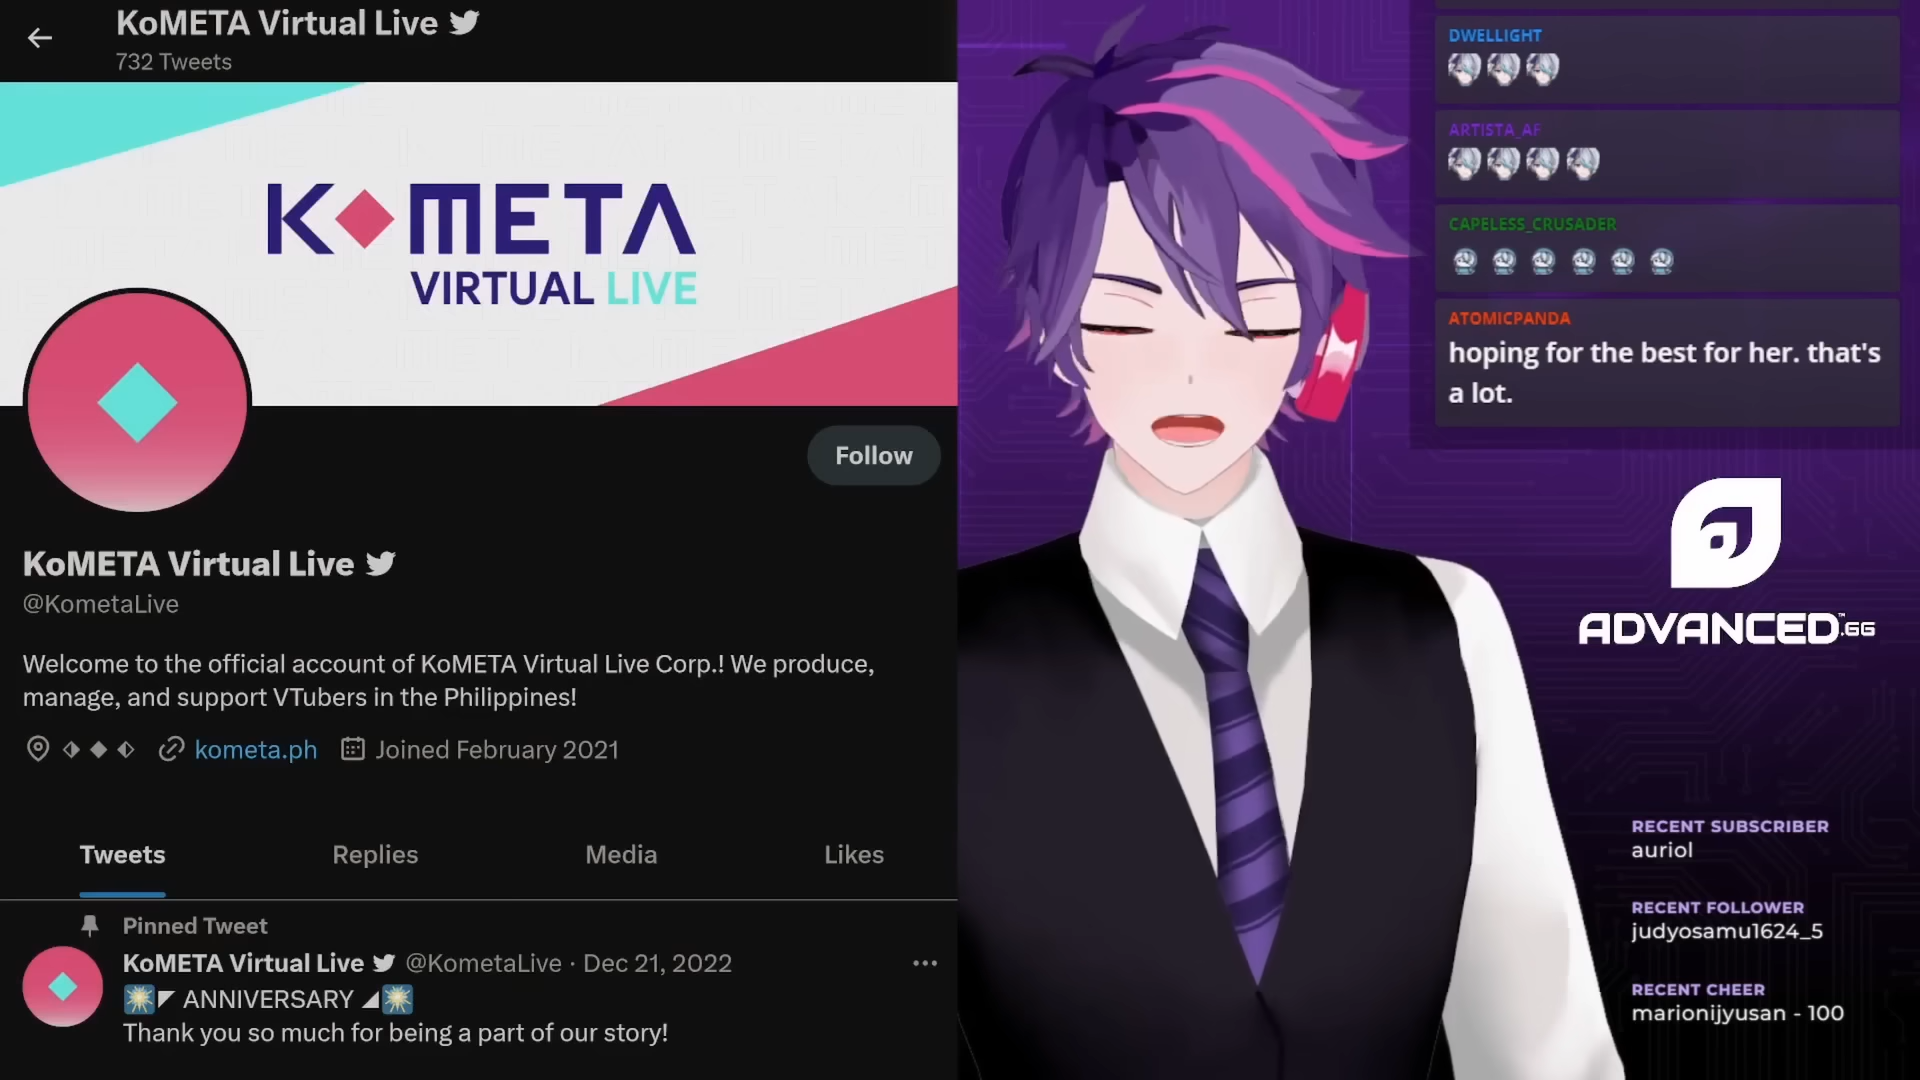 KoMETA Virtual Live
732 Tweets
KOMETA
VIRTUAL LIVE
Follow
KoMETA Virtual Live
@KometaLive
Welcome to the official account of KoMETA Virtual Live Corp.! We produce,
manage, and support VTubers in the Philippines!
kometa.ph
Joined February 2021
Tweets
Replies
Media
Likes
Pinned Tweet
KoMETA Virtual Live @KometaLive · Dec 21, 2022
ANNIVERSARY
Thank you so much for being a part of our story!
DWELLIGHT
ARTISTA_AF
CAPELESS_CRUSADER
ATOMICPANDA
hoping for the best for her. that's
a lot.
ADVANCED™.GG
RECENT SUBSCRIBER
auriol
RECENT FOLLOWER
judyosamu1624_5
RECENT CHEER
marionijyusan - 100